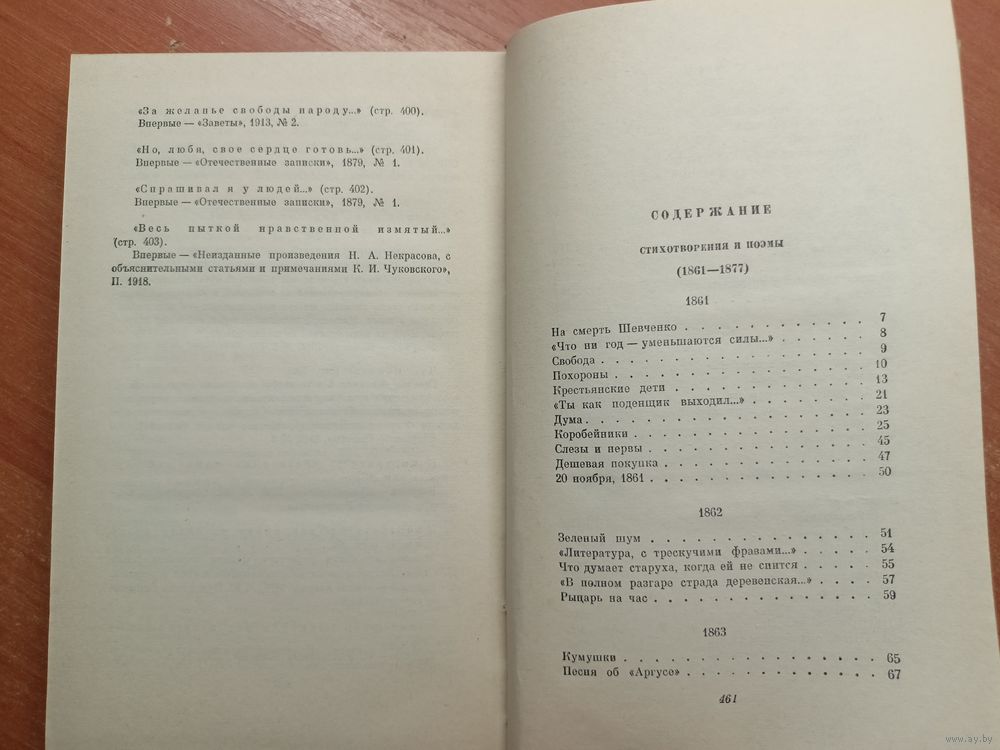 «За желанье свободы народу...» (стр. 400).
Впервые — «Заветы», 1913, № 2.
«Но, любя, свое сердце готовь...» (стр. 401).
Впервые — «Отечественные записки», 1879, № 1.
«Спрашивал я у людей...» (стр. 402).
Впервые — «Отечественные записки», 1879, № 1.
«Весь пыткой нравственной измятый...»
(стр. 403).
Впервые — «Неизданные произведения Н. А. Некрасова, с
объяснительными статьями и примечаниями К. И. Чуковского»,
П. 1918.
СОДЕРЖАНИЕ
СТИХОТВОРЕНИЯ И ПОЭМЫ
(1861—1877)
1861
На смерть Шевченко . . . . . . . . . . . . 7
«Что ни год — уменьшаются силы...» . . . . . . 8
Свобода . . . . . . . . . . . . . . . . 9
Похороны . . . . . . . . . . . . . . . 10
Крестьянские дети . . . . . . . . . . . . 13
«Ты как поденщик выходил...» . . . . . . . . 21
Дума . . . . . . . . . . . . . . . . . 23
Коробейники . . . . . . . . . . . . . . 25
Слезы и нервы . . . . . . . . . . . . . 45
Дешевая покупка . . . . . . . . . . . . 47
20 ноября, 1861 . . . . . . . . . . . . . 50
1862
Зеленый шум . . . . . . . . . . . . . . 51
«Литература, с трескучими фразами...» . . . . . 54
Что думает старуха, когда ей не спится . . . . . 55
«В полном разгаре страда деревенская...» . . . . 57
Рыцарь на час . . . . . . . . . . . . . . 59
1863
Кумушки . . . . . . . . . . . . . . . . 65
Песня об «Аргусе» . . . . . . . . . . . . 67
461
www.ay.by